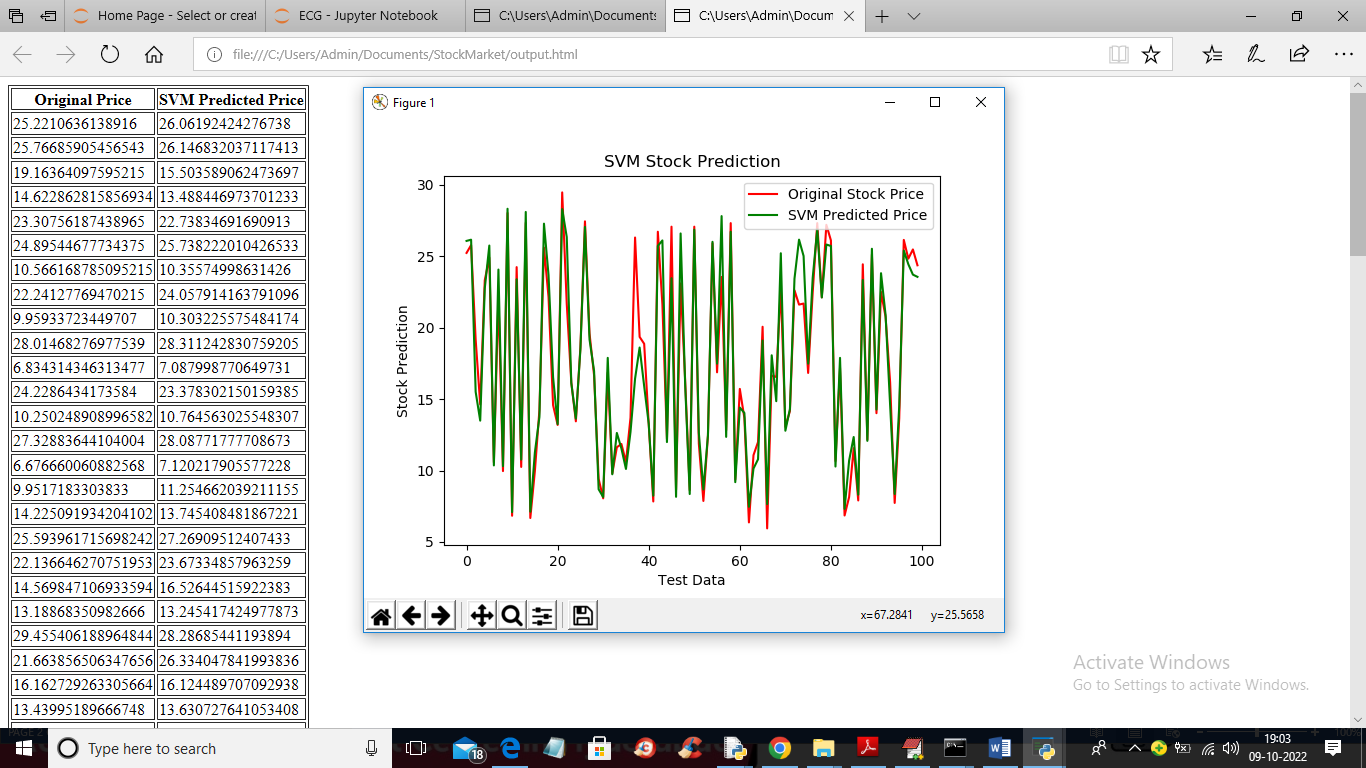 Home Page - Select or creat
ECG - Jupyter Notebook
C:\Users\Admin\Documents
C:\Users\Admin\Docum
file:///C:/Users/Admin/Documents/StockMarket/output.html
Original Price SVM Predicted Price
25.2210636138916 26.06192424276738
25.76685905456543 26.146832037117413
19.16364097595215 15.503589062473697
14.622862815856934 13.488446973701233
23.30756187438965 22.73834691690913
24.89544677734375 25.738222010426533
10.566168785095215 10.35574998631426
22.24127769470215 24.057914163791096
9.95933723449707 10.303225575484174
28.01468276977539 28.311242830759205
6.834314346313477 7.087998770649731
24.2286434173584 23.378302150159385
10.250248908996582 10.764563025548307
27.32883644104004 28.08771777708673
6.676660060882568 7.120217905577228
9.9517183303833 11.254662039211155
14.225091934204102 13.745408481867221
25.593961715698242 27.26909512407433
22.136646270751953 23.67334857963259
14.569847106933594 16.52644515922383
13.18868350982666 13.245417424977873
29.455406188964844 28.28685441193894
21.663856506347656 26.334047841993836
16.162729263305664 16.124489707092938
13.43995189666748 13.630727641053408
Figure 1
SVM Stock Prediction
Original Stock Price
SVM Predicted Price
Stock Prediction
30
25
20
15
10
5
0 20 40 60 80 100
Test Data
x=67.2841 y=25.5658
Activate Windows
Go to Settings to activate Windows.
PAGE 2
100%
Type here to search
18
19:03
09-10-2022